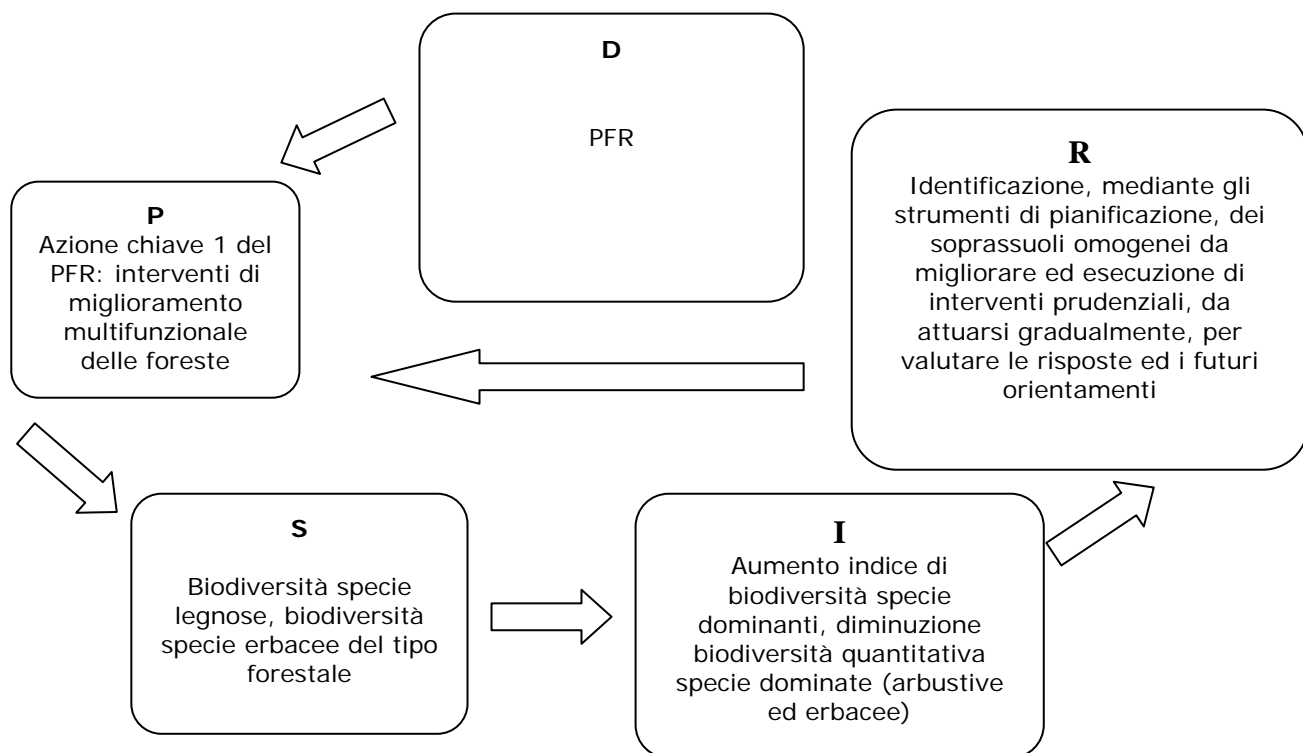 D
PFR
P
Azione chiave 1 del
PFR: interventi di
miglioramento
multifunzionale
delle foreste
S
Biodiversità specie
legnose, biodiversità
specie erbacee del tipo
forestale
I
Aumento indice di
biodiversità specie
dominanti, diminuzione
biodiversità quantitativa
specie dominate (arbustive
ed erbacee)
R
Identificazione, mediante gli
strumenti di pianificazione, dei
soprassuoli omogenei da
migliorare ed esecuzione di
interventi prudenziali, da
attuarsi gradualmente, per
valutare le risposte ed i futuri
orientamenti